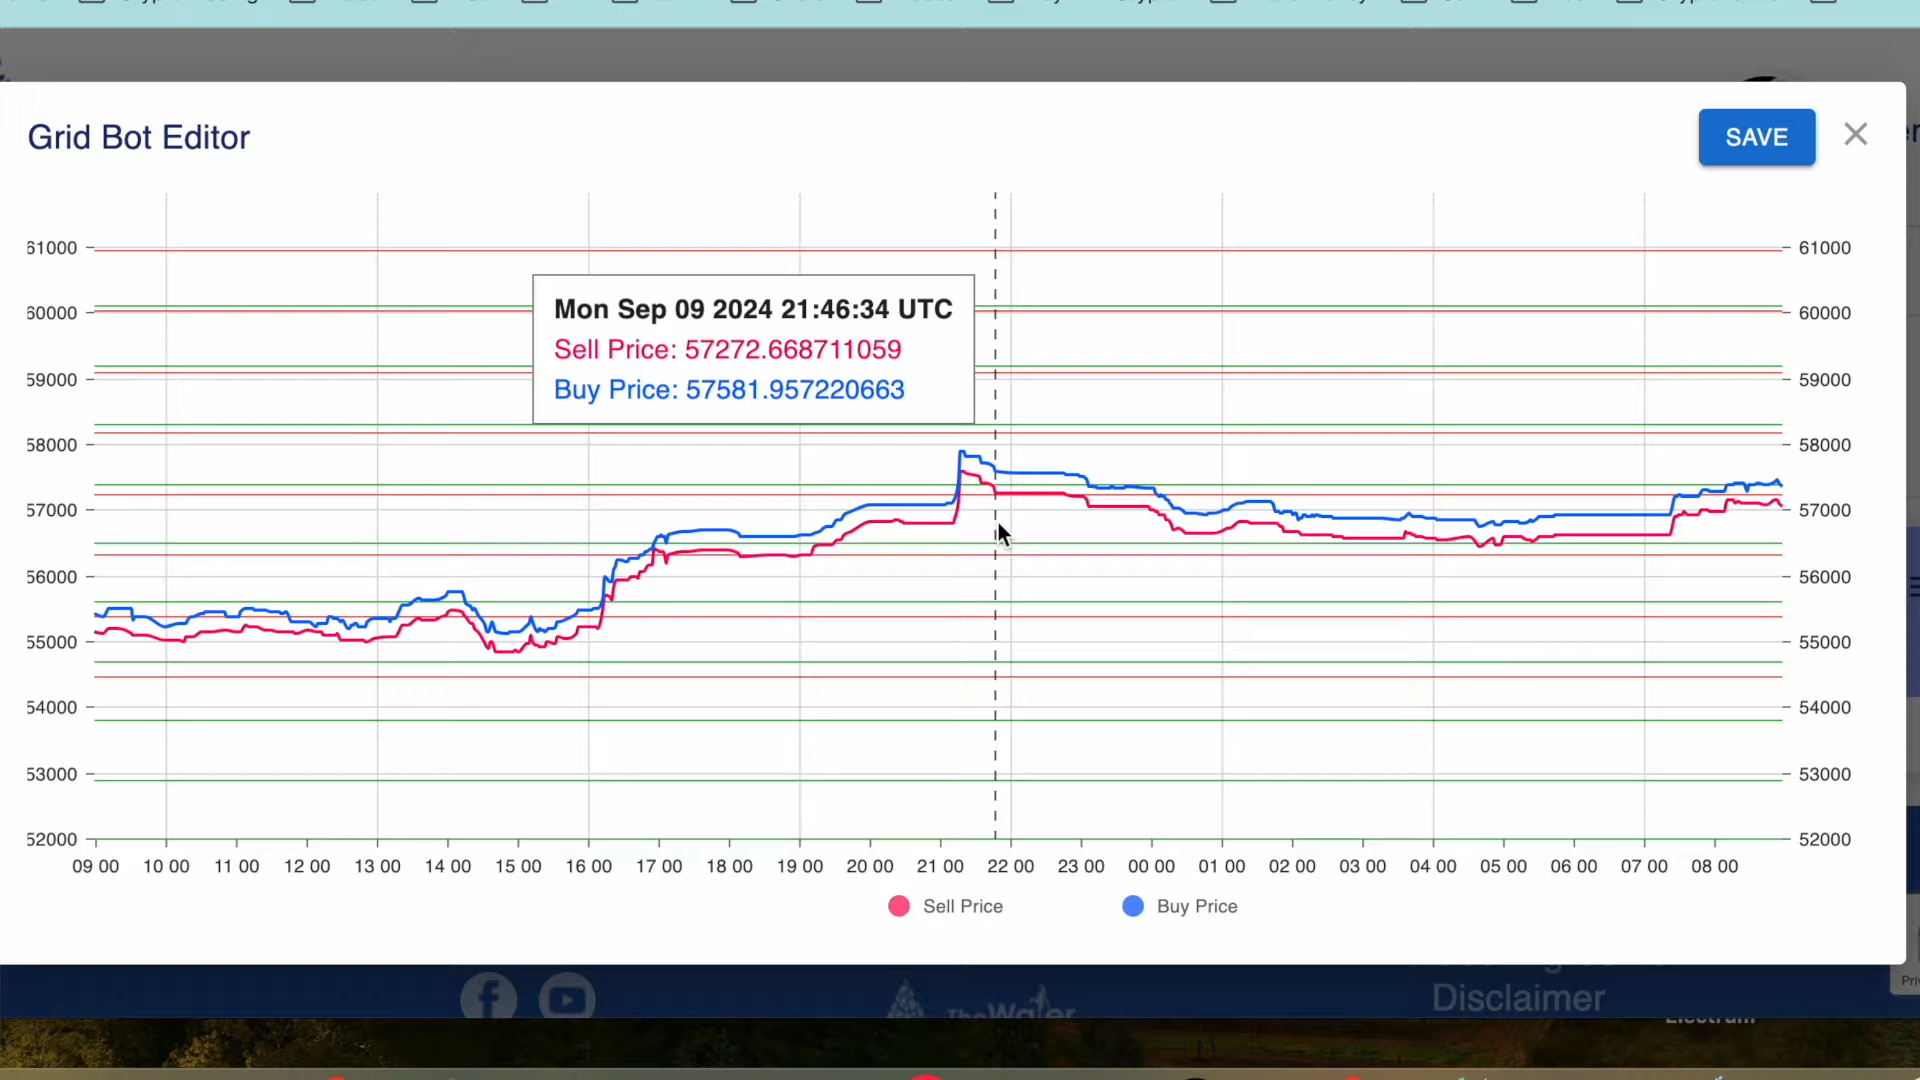 Grid Bot Editor
SAVE
61000 61000
60000 60000
59000 59000
58000 58000
57000 57000
56000 56000
55000 55000
54000 54000
53000 53000
52000 52000
Mon Sep 09 2024 21:46:34 UTC
Sell Price: 57272.668711059
Buy Price: 57581.957220663
09 00 10 00 11 00 12 00 13 00 14 00 15 00 16 00 17 00 18 00 19 00 20 00 21 00 22 00 23 00 00 00 01 00 02 00 03 00 04 00 05 00 06 00 07 00 08 00
Sell Price Buy Price
Disclaimer
TheWater
Electrum